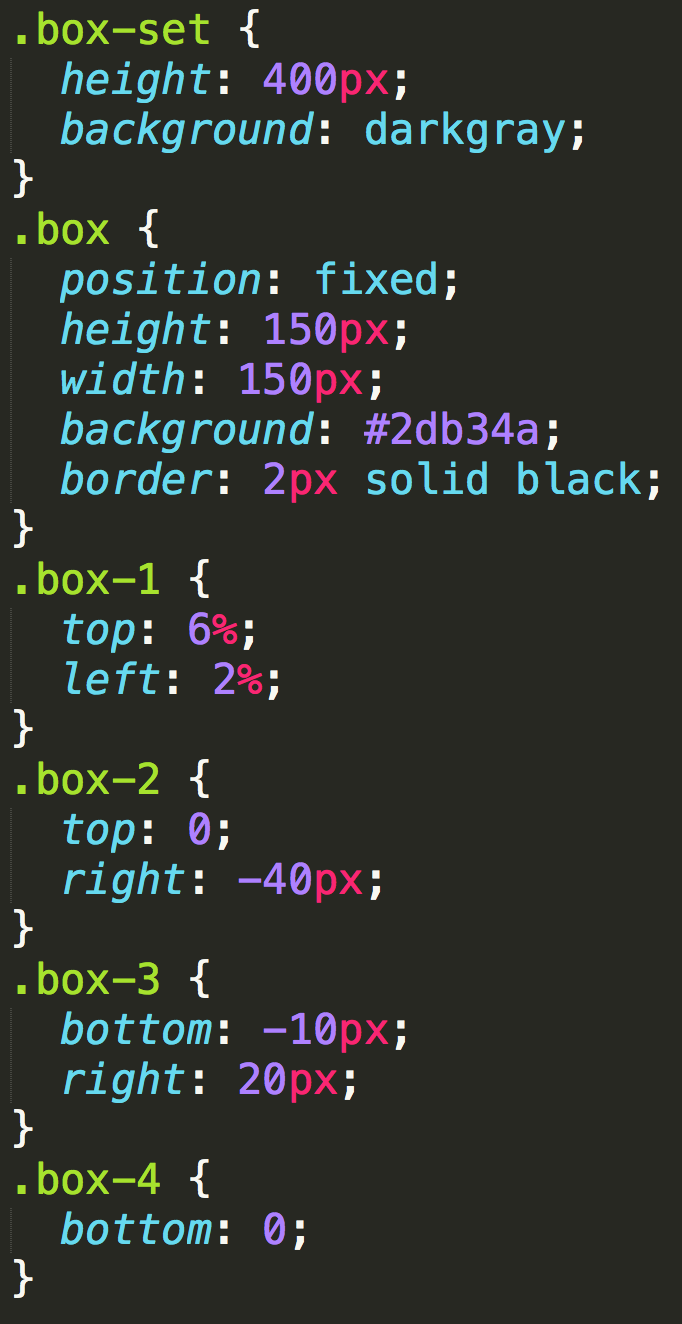 .box-set {
  height: 400px;
  background: darkgray;
}
.box {
  position: fixed;
  height: 150px;
  width: 150px;
  background: #2db34a;
  border: 2px solid black;
}
.box-1 {
  top: 6%;
  left: 2%;
}
.box-2 {
  top: 0;
  right: -40px;
}
.box-3 {
  bottom: -10px;
  right: 20px;
}
.box-4 {
  bottom: 0;
}